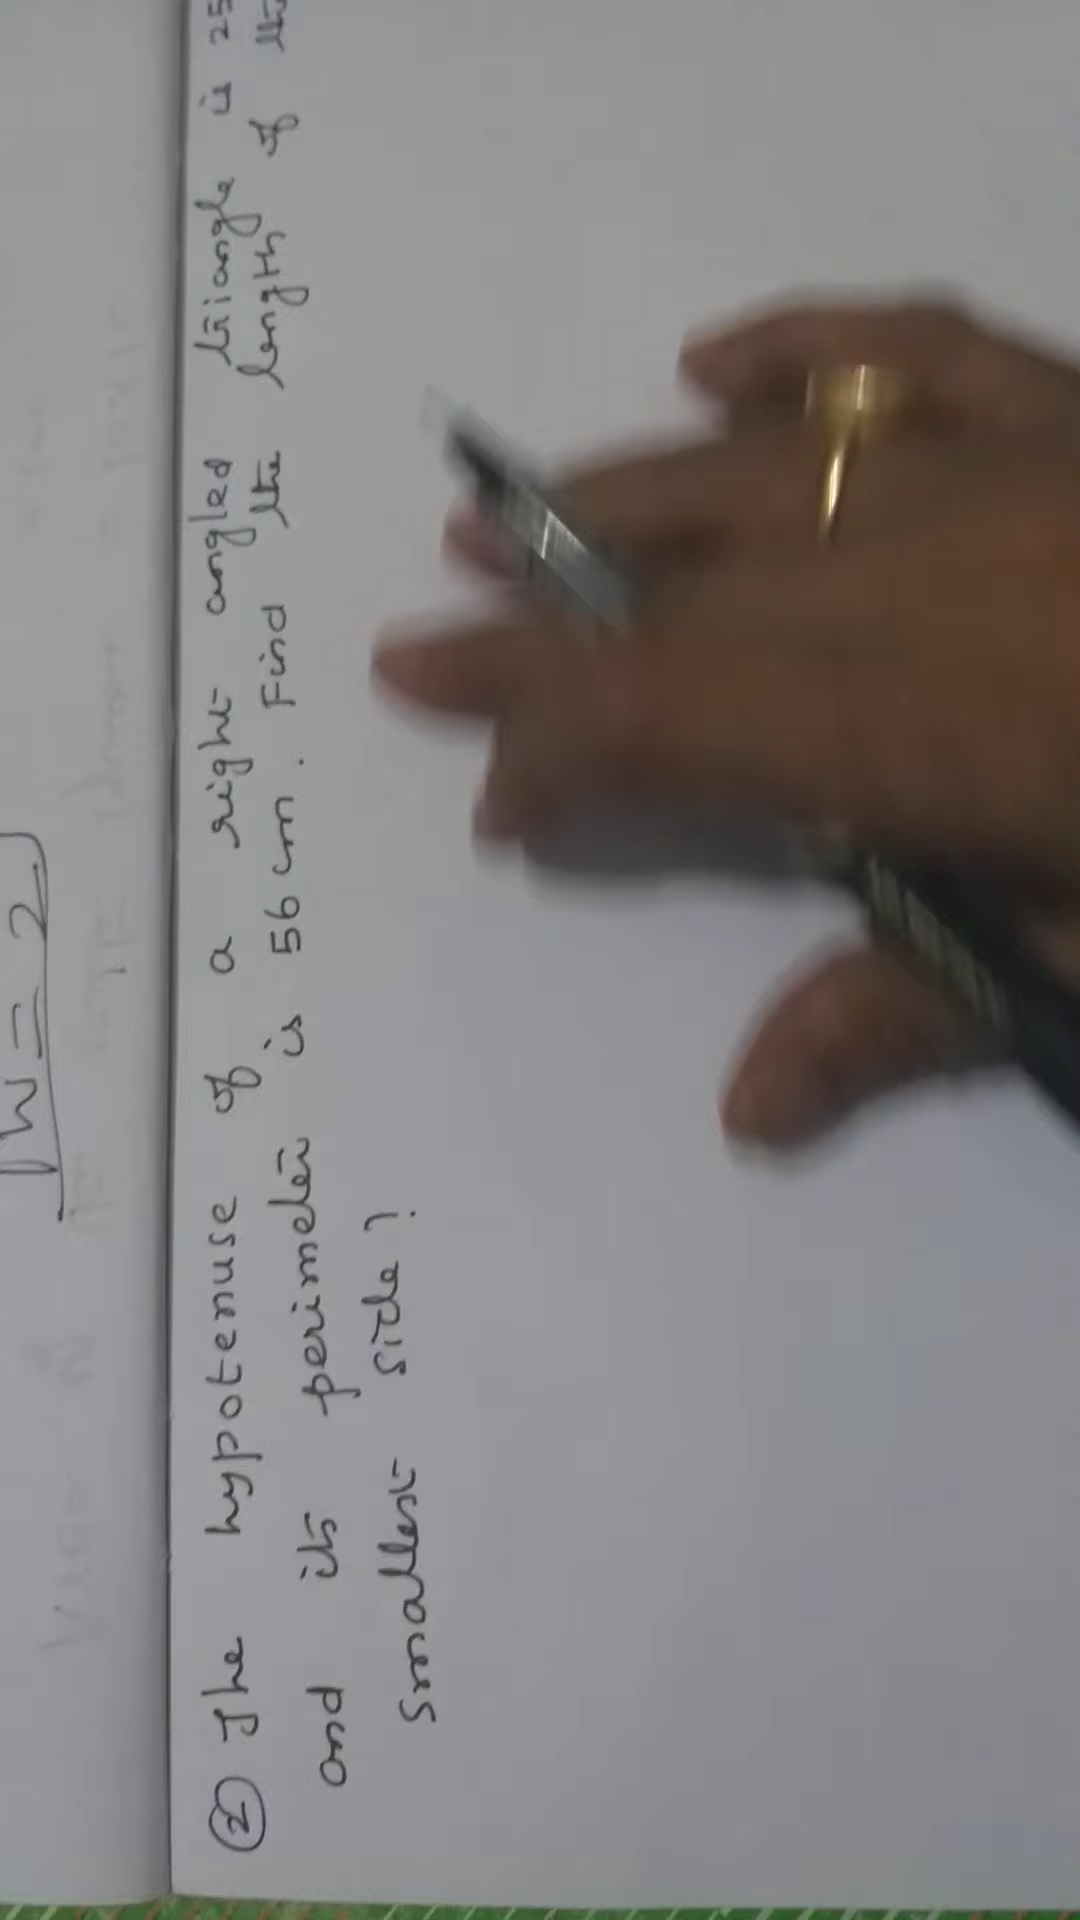 h = 2
② The hypotenuse of a right angled triangle is 25
and its perimeter is 56 cm. Find the length of the
smallest side?